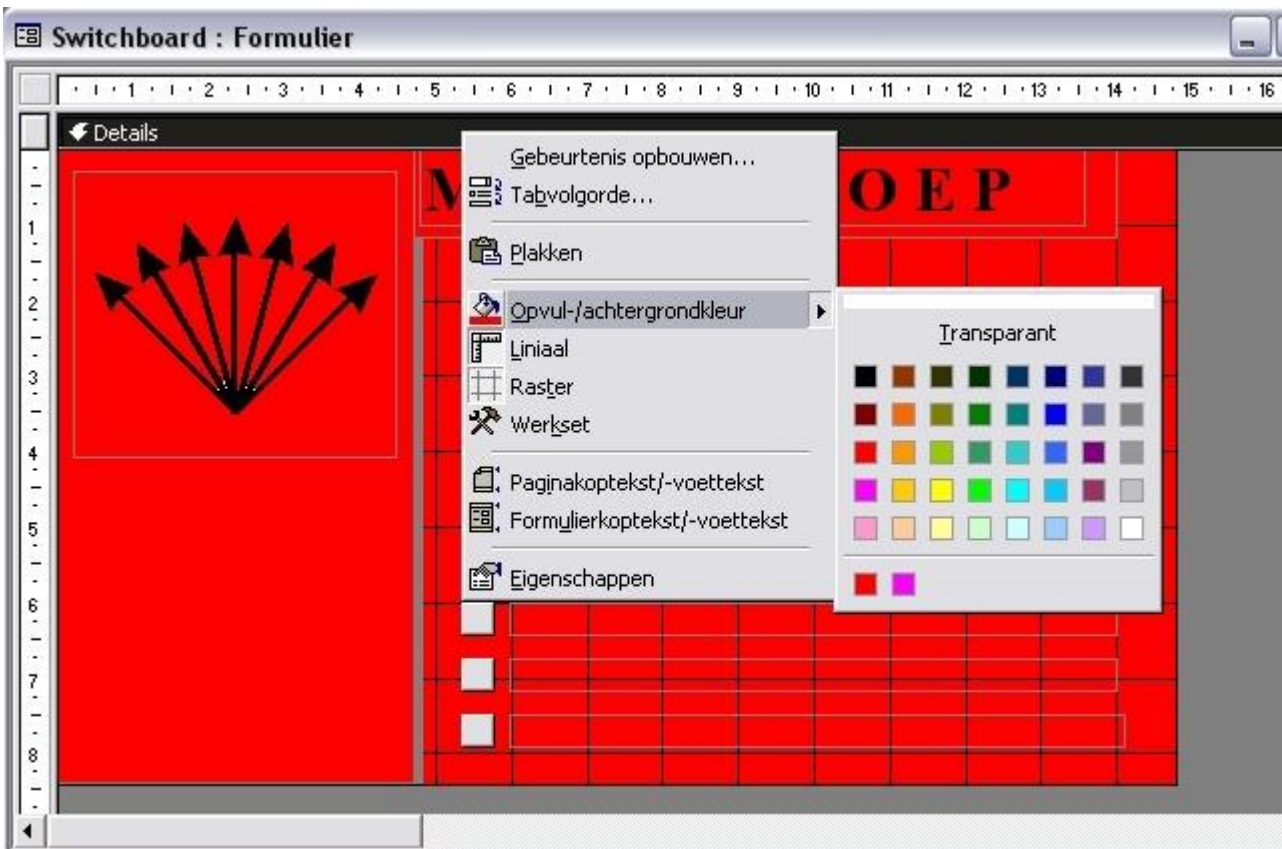 Switchboard : Formulier
1 2 3 4 5 6 7 8 9 10 11 12 13 14 15 16
Details
O E P
Gebeurtenis opbouwen...
Tabvolgorde...
Plakken
Opvul-/achtergrondkleur
Liniaal
Raster
Werkset
Paginakoptekst/-voettekst
Formulierkoptekst/-voettekst
Eigenschappen
Transparant
1
2
3
4
5
6
7
8